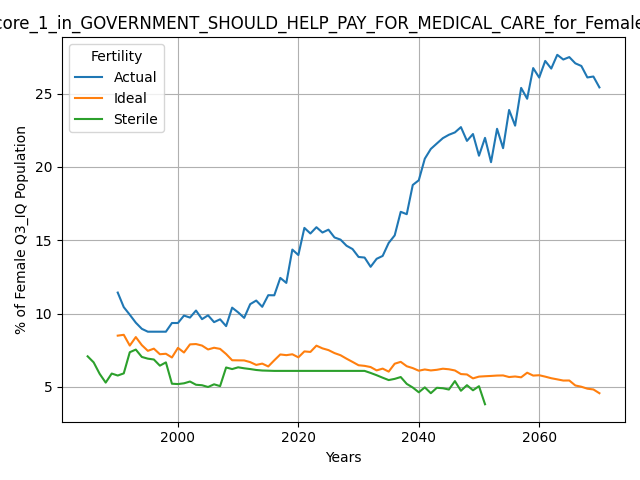 core_1_in_GOVERNMENT_SHOULD_HELP_PAY_FOR_MEDICAL_CARE_for_Female
Fertility
Actual
Ideal
Sterile
% of Female Q3_IQ Population
25
20
15
10
5
2000
2020
2040
2060
Years